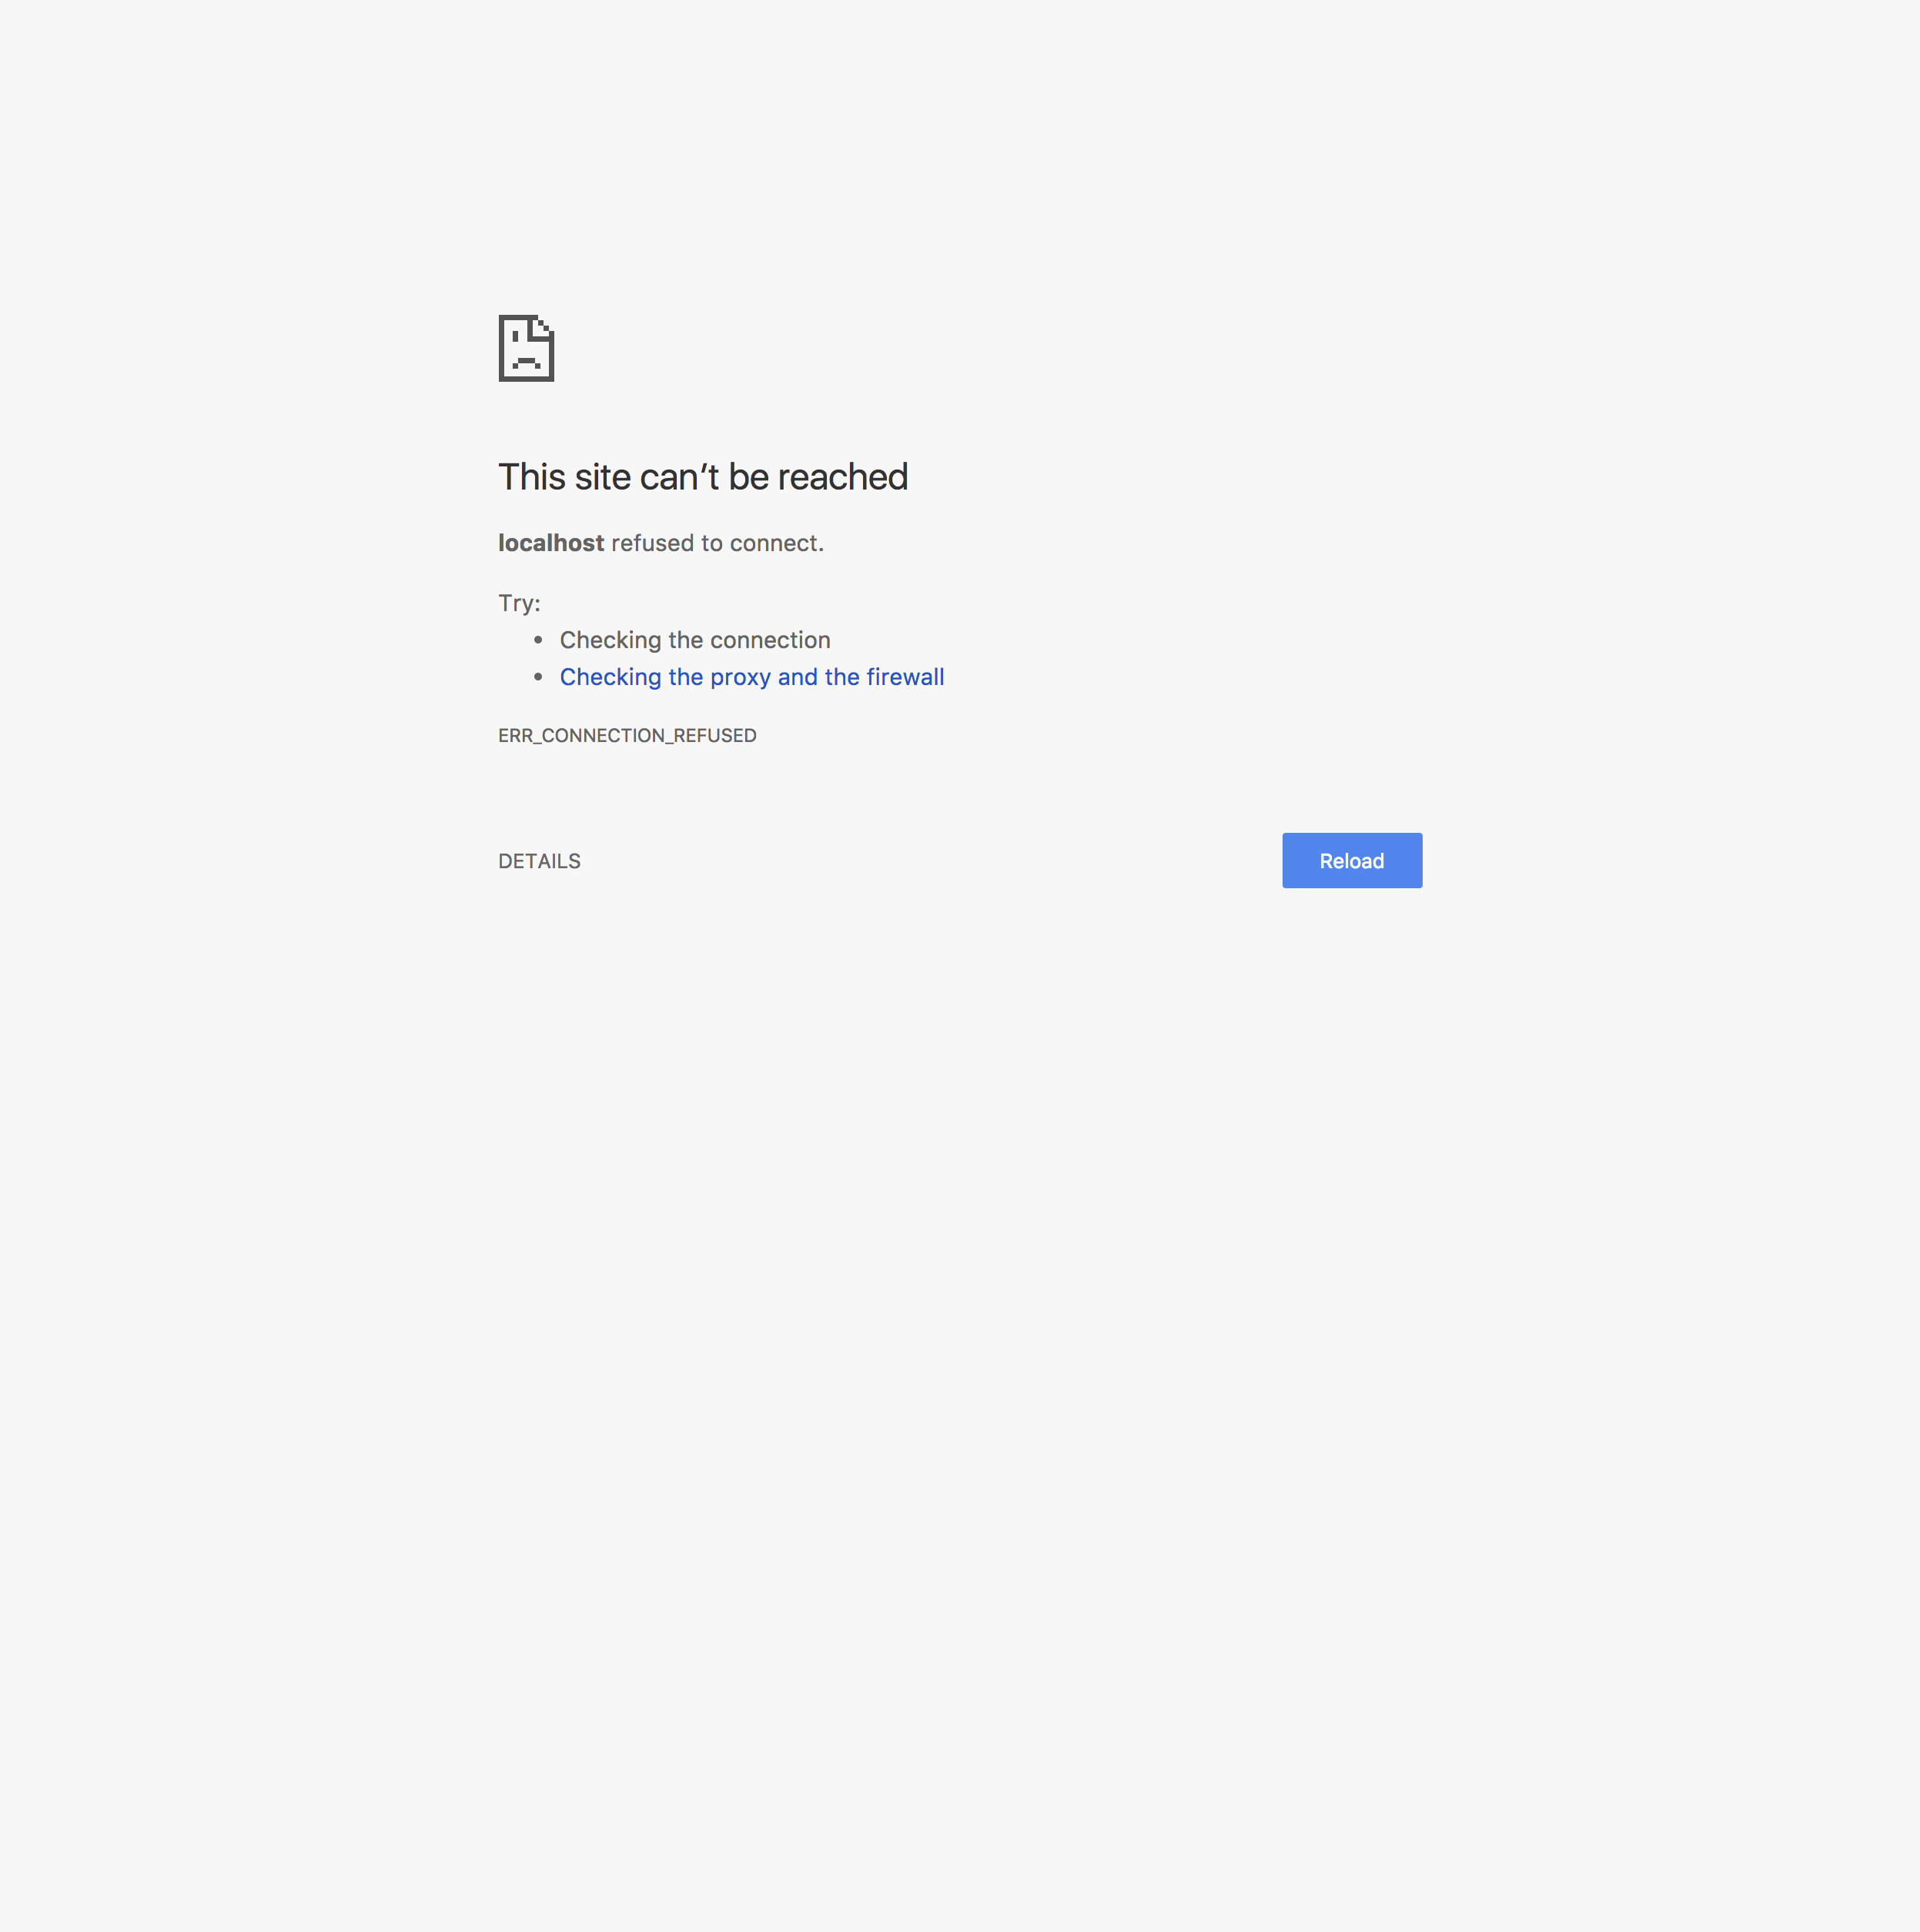 This site can’t be reached
localhost refused to connect.
Try:
• Checking the connection
• Checking the proxy and the firewall
ERR_CONNECTION_REFUSED
DETAILS
Reload